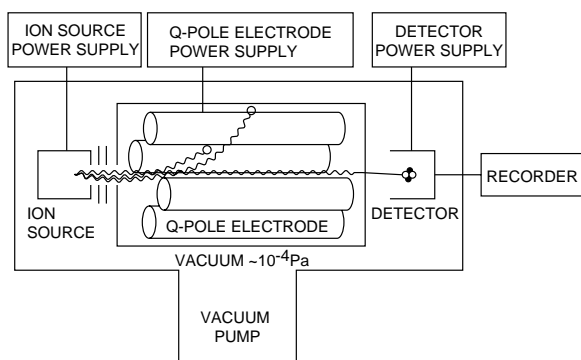 ION SOURCE
POWER SUPPLY
Q-POLE ELECTRODE
POWER SUPPLY
DETECTOR
POWER SUPPLY
ION
SOURCE
Q-POLE ELECTRODE
DETECTOR
RECORDER
VACUUM ~10⁻⁴Pa
VACUUM
PUMP